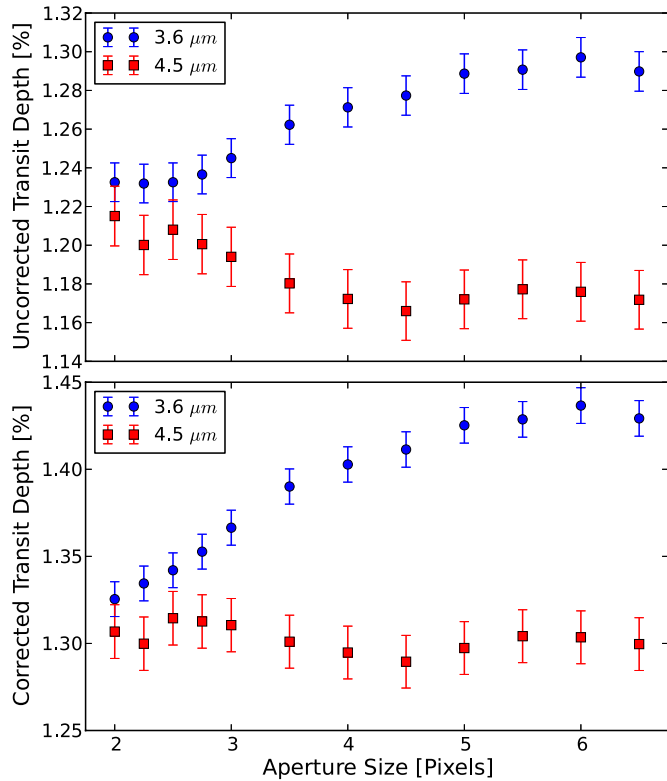 1.32
1.30
1.28
1.26
1.24
1.22
1.20
1.18
1.16
1.14
Uncorrected Transit Depth [%]
3.6 μm
4.5 μm
1.45
1.40
1.35
1.30
1.25
Corrected Transit Depth [%]
3.6 μm
4.5 μm
2 3 4 5 6
Aperture Size [Pixels]